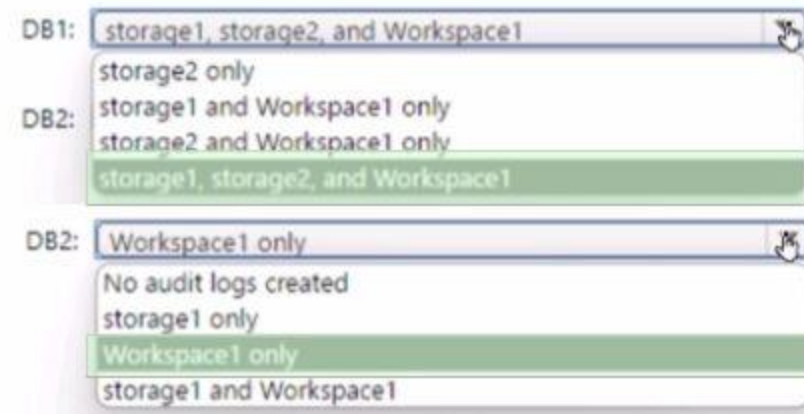 DB1: storage1, storage2, and Workspace1
storage2 only
storage1 and Workspace1 only
DB2:
storage2 and Workspace1 only
storage1, storage2, and Workspace1
DB2: Workspace1 only
No audit logs created
storage1 only
Workspace1 only
storage1 and Workspace1